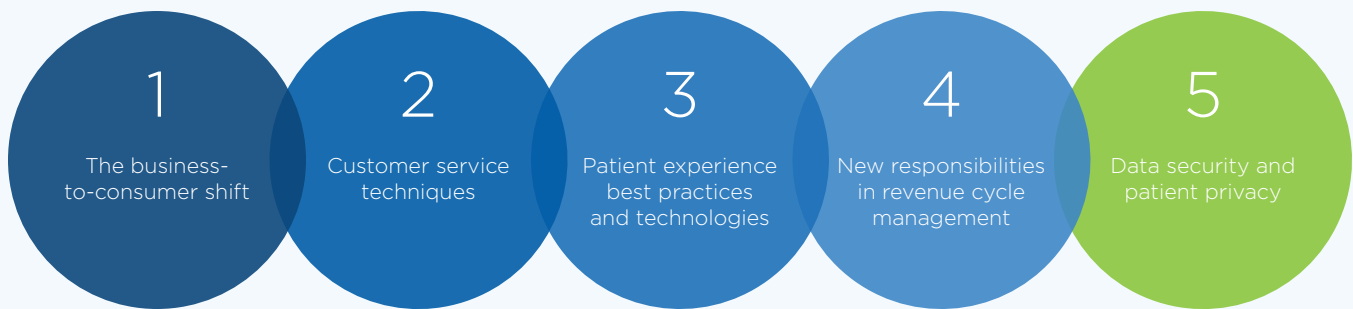 1
The business-
to-consumer shift
2
Customer service
techniques
3
Patient experience
best practices
and technologies
4
New responsibilities
in revenue cycle
management
5
Data security and
patient privacy